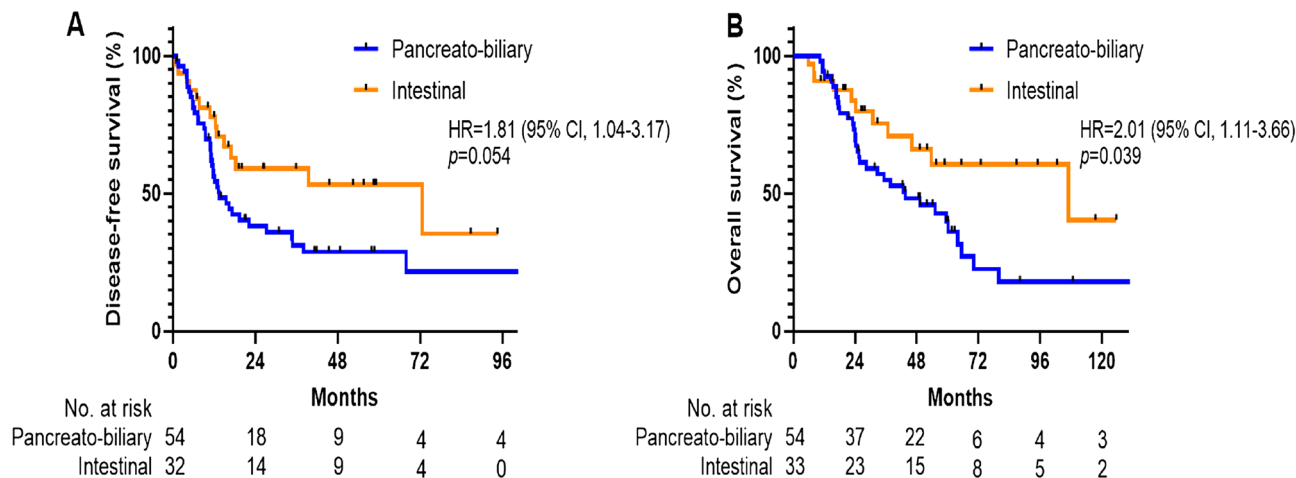 A
Disease-free survival (%)
100
50
0
Pancreato-biliary
Intestinal
HR=1.81 (95% CI, 1.04-3.17)
p=0.054
0 24 48 72 96
Months
No. at risk
Pancreato-biliary 54 18 9 4 4
Intestinal 32 14 9 4 0
B
Overall survival (%)
100
50
0
Pancreato-biliary
Intestinal
HR=2.01 (95% CI, 1.11-3.66)
p=0.039
0 24 48 72 96 120
Months
No. at risk
Pancreato-biliary 54 37 22 6 4 3
Intestinal 33 23 15 8 5 2